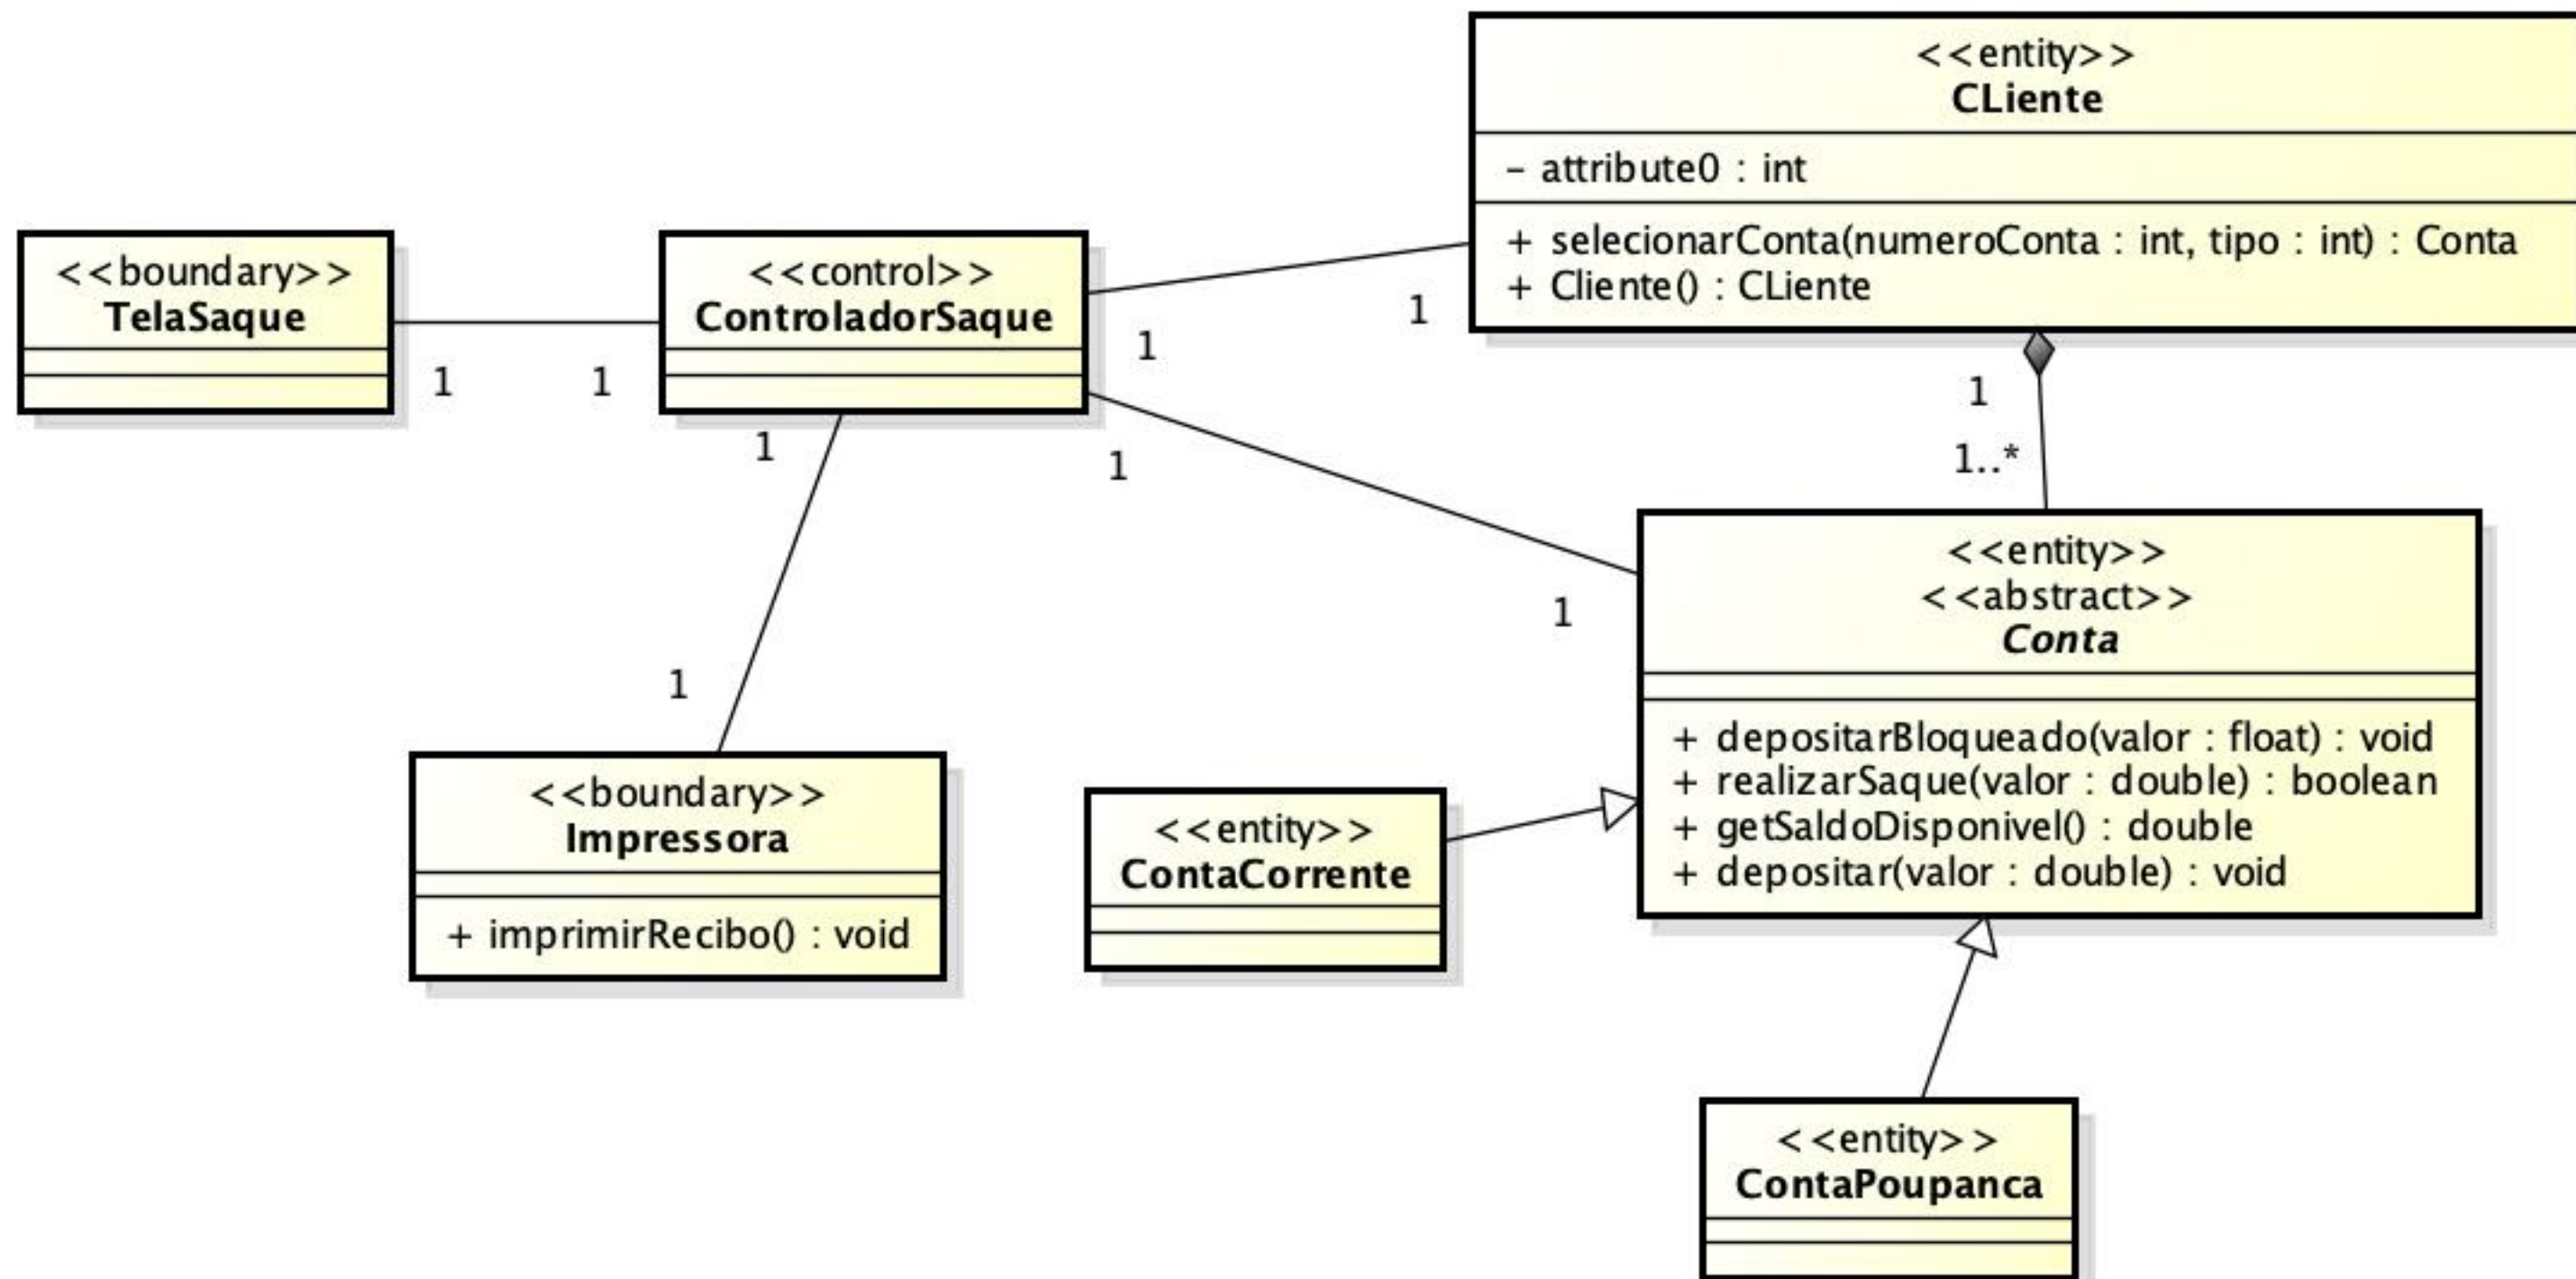 <<entity>>
CLiente
- attribute0 : int
+ selecionarConta(numeroConta : int, tipo : int) : Conta
+ Cliente() : CLiente
<<boundary>>
TelaSaque
<<control>>
ControladorSaque
1
1
1
1
1
1
1
1
1
1..*
<<entity>>
<<abstract>>
Conta
+ depositarBloqueado(valor : float) : void
+ realizarSaque(valor : double) : boolean
+ getSaldoDisponivel() : double
+ depositar(valor : double) : void
<<boundary>>
Impressora
+ imprimirRecibo() : void
<<entity>>
ContaCorrente
<<entity>>
ContaPoupanca